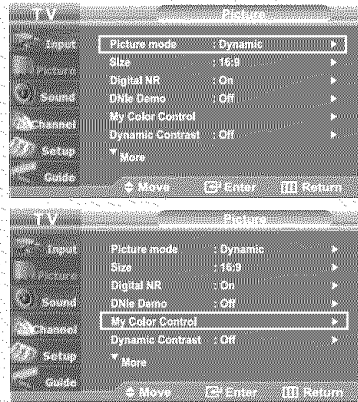 TV Picture
Input
Picture
Sound
Channel
Setup
Guide
Picture mode : Dynamic
Size : 16:9
Digital NR : On
DNIe Demo : Off
My Color Control
Dynamic Contrast : Off
More
Move Enter Return
TV Picture
Input
Picture
Sound
Channel
Setup
Guide
Picture mode : Dynamic
Size : 16:9
Digital NR : On
DNIe Demo : Off
My Color Control
Dynamic Contrast : Off
More
Move Enter Return